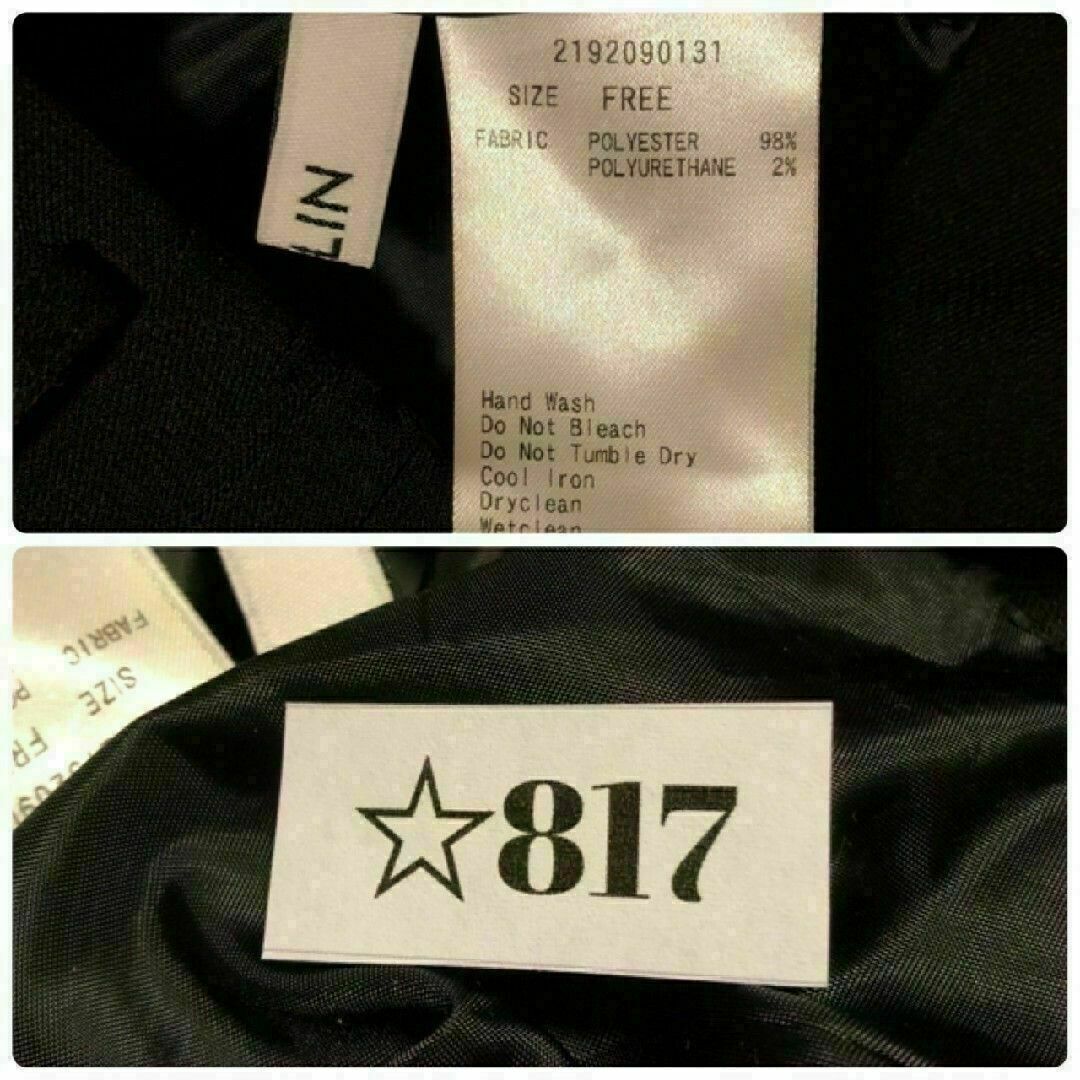 2192090131
SIZE FREE
FABRIC POLYESTER 98%
POLYURETHANE 2%
LIN
Hand Wash
Do Not Bleach
Do Not Tumble Dry
Cool Iron
Dryclean
Wetclean
FABRIC
SIZE
☆817